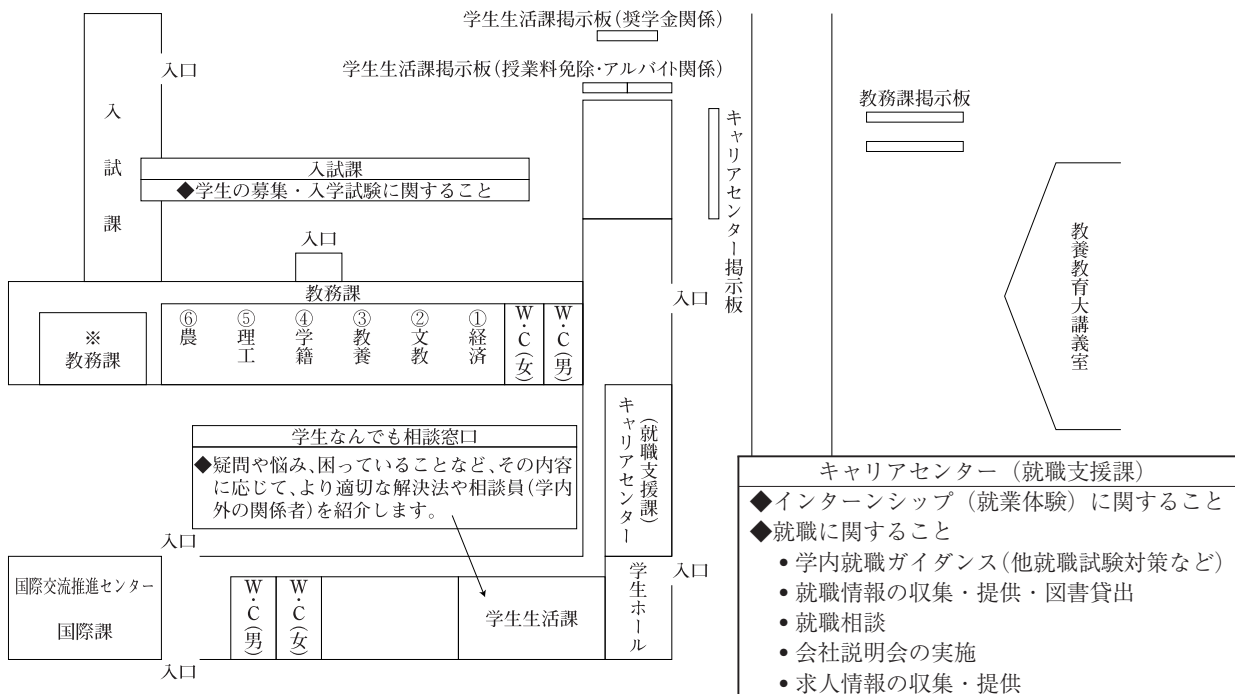 学生生活課掲示板(奨学金関係)
入口
学生生活課掲示板(授業料免除・アルバイト関係)
教務課掲示板
キャリアセンター掲示板
入試課
入試課
◆学生の募集・入学試験に関すること
教養教育大講義室
入口
入口
教務課
※
教務課
⑥農
⑤理工
④学籍
③教養
②文教
①経済
W・C(女)
W・C(男)
キャリアセンター
(就職支援課)
学生なんでも相談窓口
◆疑問や悩み、困っていることなど、その内容
に応じて、より適切な解決法や相談員(学内
外の関係者)を紹介します。
入口
国際交流推進センター
国際課
W・C(男)
W・C(女)
学生生活課
学生ホール
入口
入口
キャリアセンター（就職支援課）
◆インターンシップ（就業体験）に関すること
◆就職に関すること
•学内就職ガイダンス(他就職試験対策など)
•就職情報の収集・提供・図書貸出
•就職相談
•会社説明会の実施
•求人情報の収集・提供